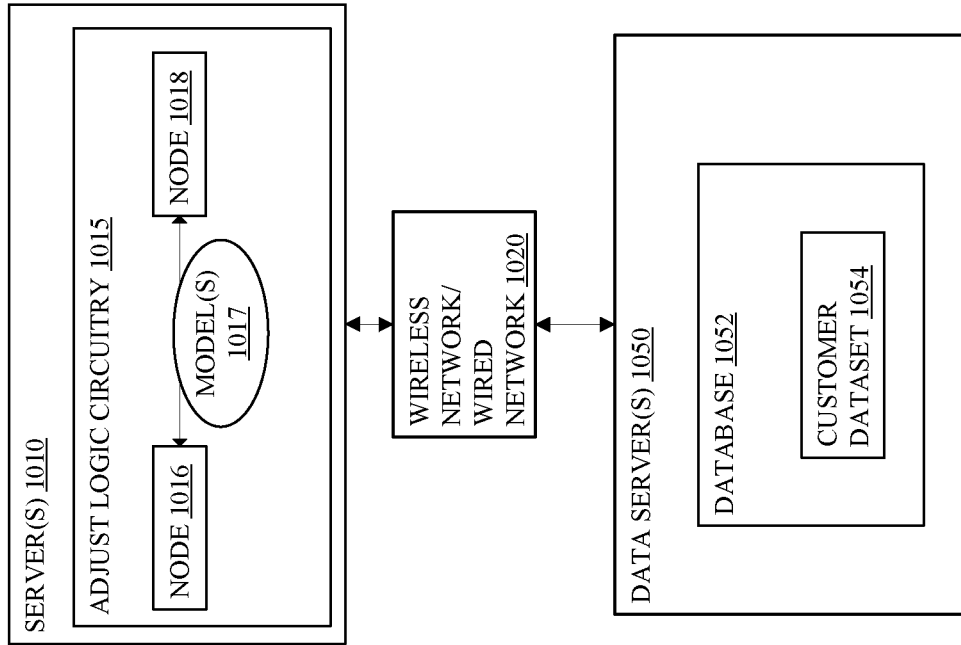 SERVER(S) 1010
ADJUST LOGIC CIRCUITRY 1015
NODE 1016
MODEL(S)
1017
NODE 1018
WIRELESS
NETWORK/
WIRED
NETWORK 1020
DATA SERVER(S) 1050
DATABASE 1052
CUSTOMER
DATASET 1054